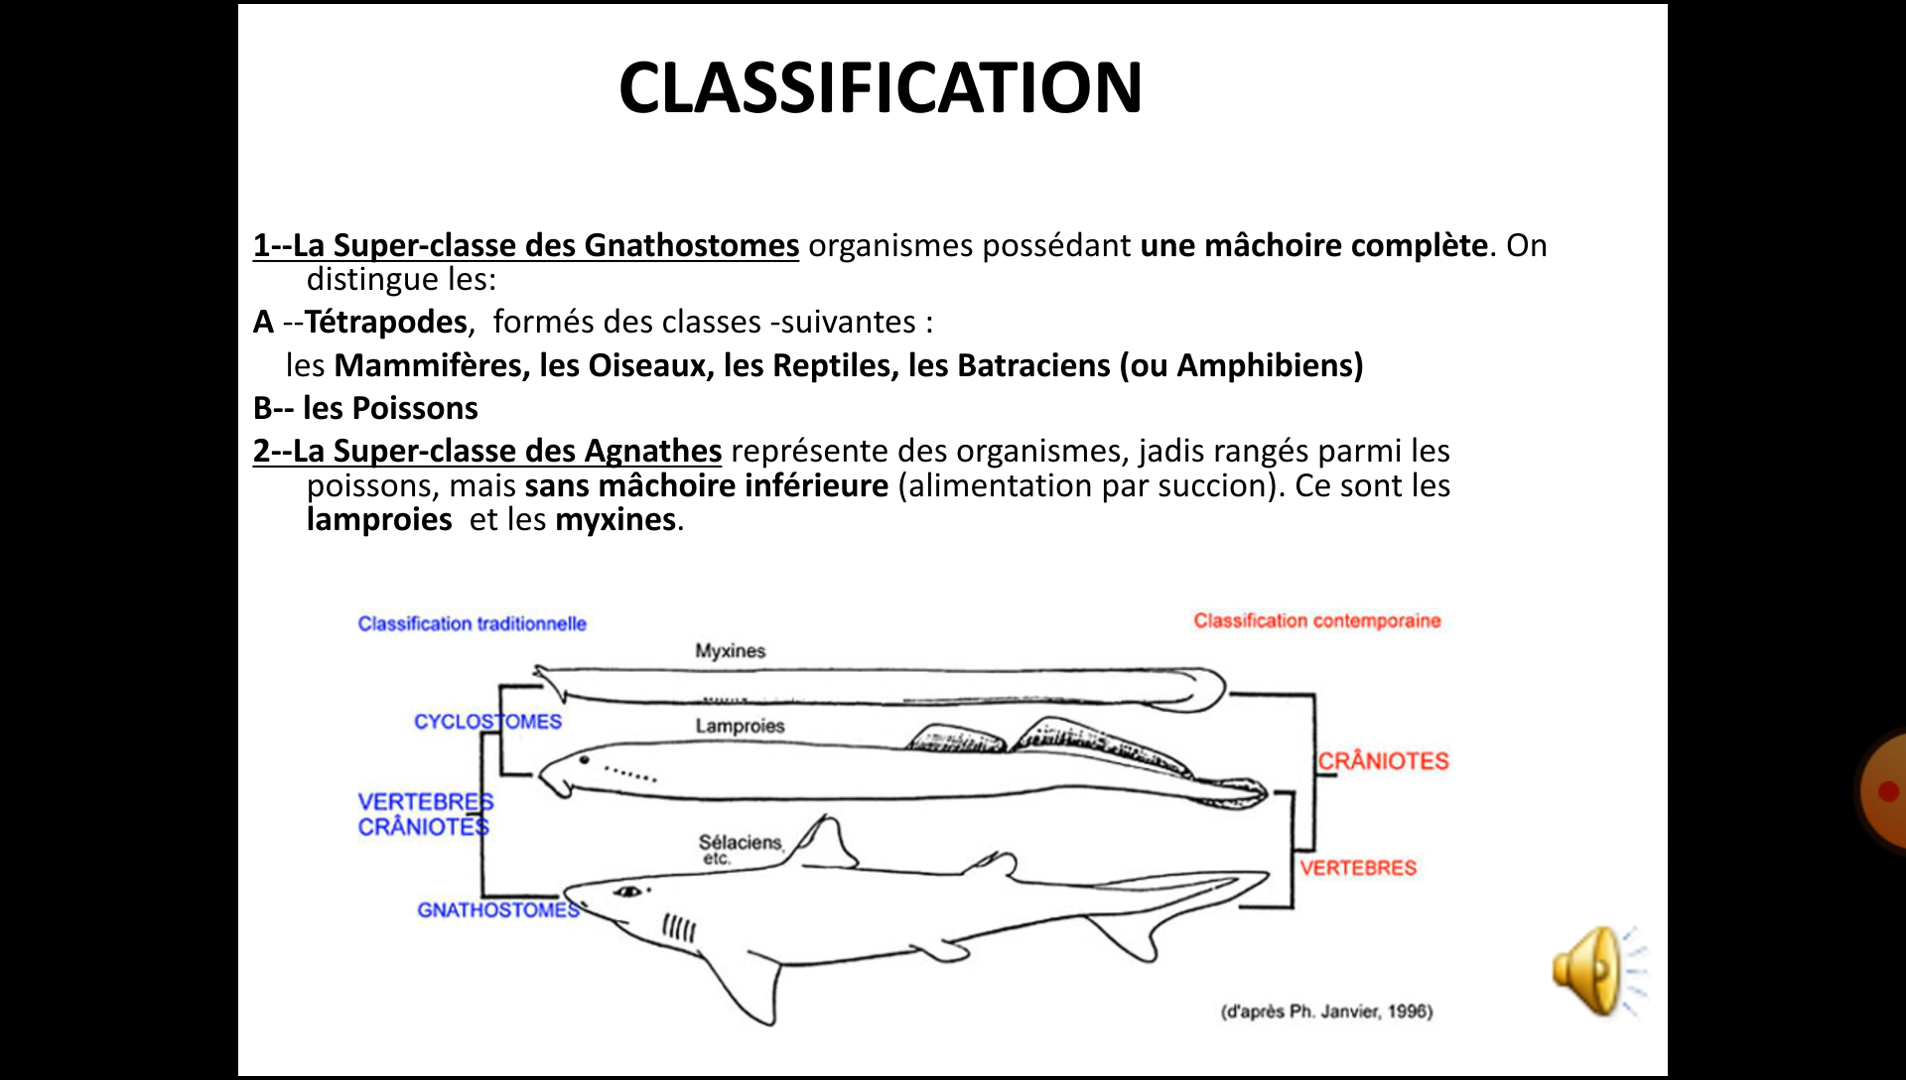 CLASSIFICATION
1--La Super-classe des Gnathostomes organismes possédant une mâchoire complète. On
distingue les:
A --Tétrapodes, formés des classes -suivantes :
les Mammifères, les Oiseaux, les Reptiles, les Batraciens (ou Amphibiens)
B-- les Poissons
2--La Super-classe des Agnathes représente des organismes, jadis rangés parmi les
poissons, mais sans mâchoire inférieure (alimentation par succion). Ce sont les
lamproies et les myxines.
Classification traditionnelle
Classification contemporaine
Myxines
CYCLOSTOMES
Lamproies
CRÂNIOTES
VERTEBRES
CRÂNIOTES
Sélaciens,
etc.
VERTEBRES
GNATHOSTOMES
(d'après Ph. Janvier, 1996)